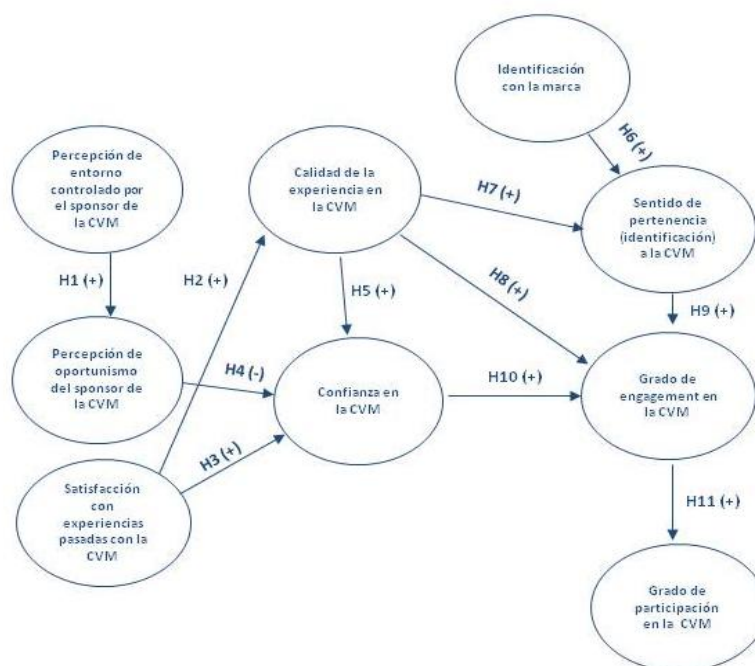 Identificación
con la marca
H6 (+)
Percepción de
entorno
controlado por
el sponsor de
la CVM
Calidad de la
experiencia en
la CVM
H7 (+)
Sentido de
pertenencia
(identificación)
a la CVM
H1 (+)
H2 (+)
H5 (+)
H8 (+)
H9 (+)
Percepción de
oportunismo
del sponsor de
la CVM
H4 (-)
Confianza en
la CVM
H10 (+)
Grado de
engagement en
la CVM
H3 (+)
Satisfacción
con
experiencias
pasadas con la
CVM
H11 (+)
Grado de
participación
en la CVM